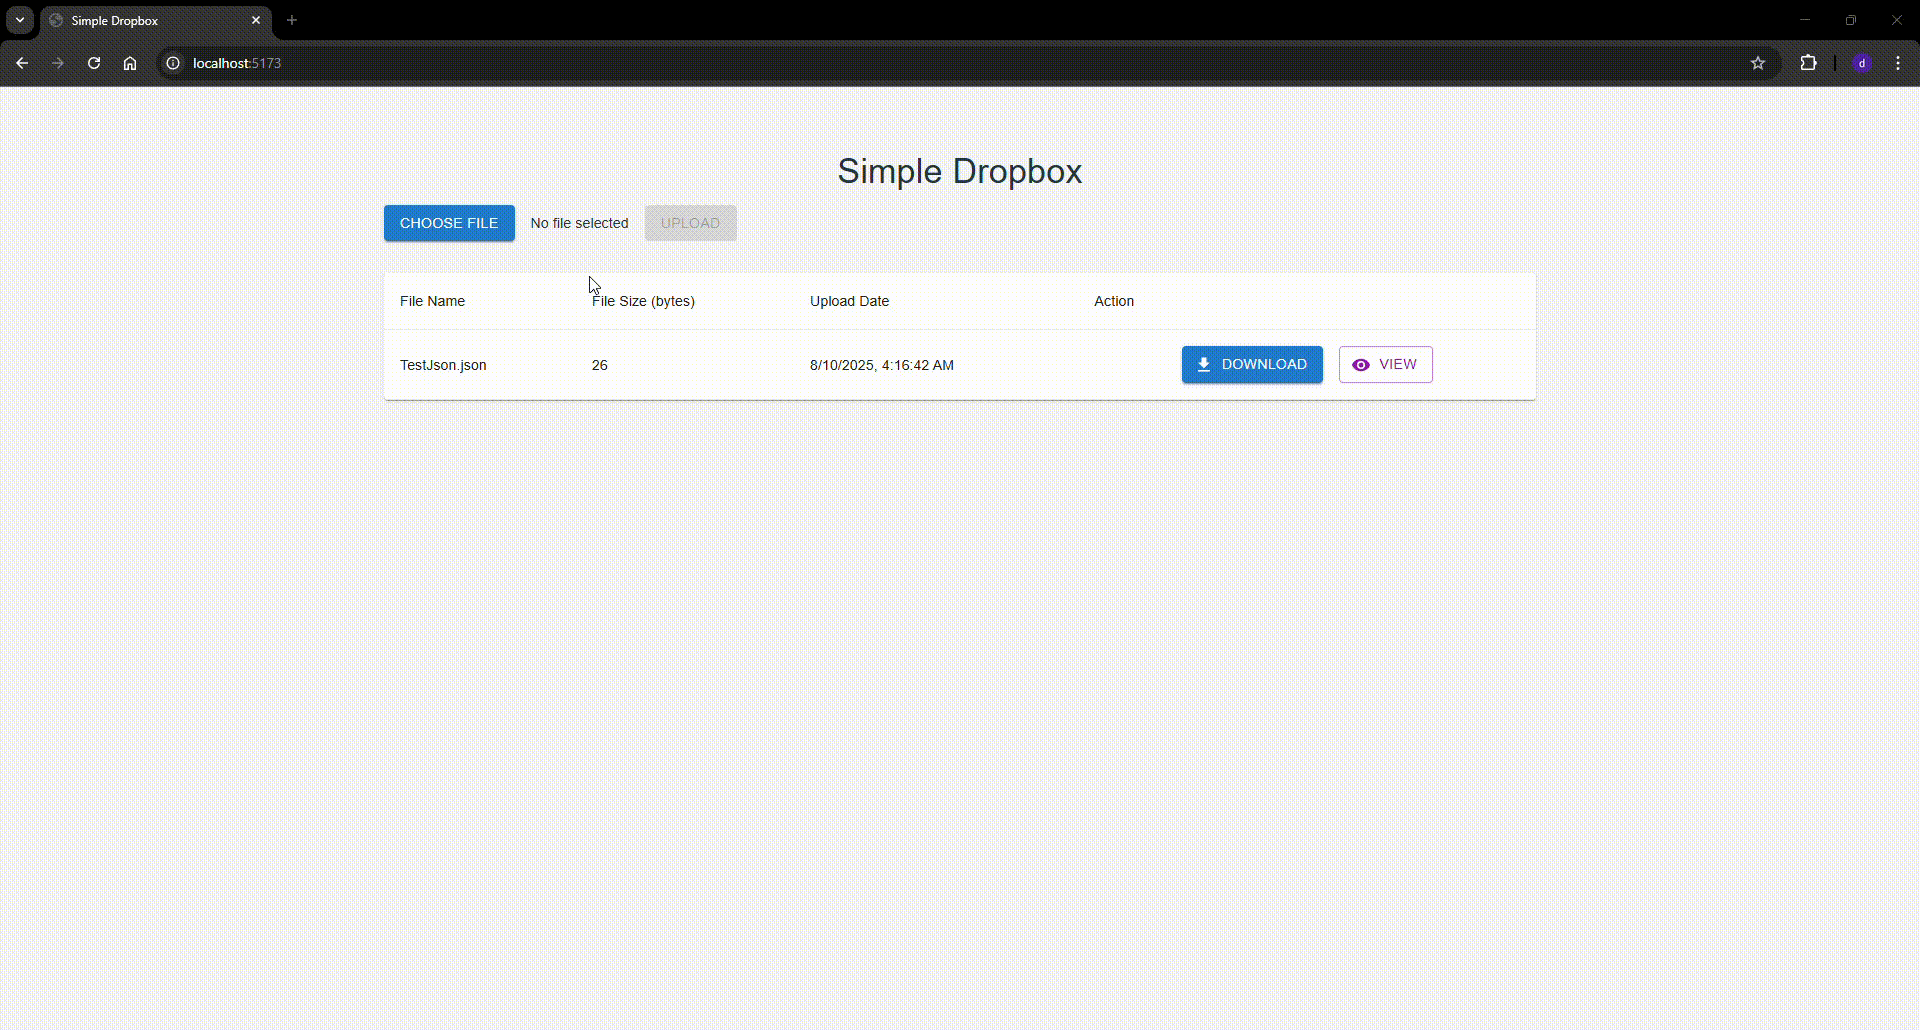 Simple Dropbox
localhost:5173
d
Simple Dropbox
CHOOSE FILE No file selected UPLOAD
File Name File Size (bytes) Upload Date Action
TestJson.json 26 8/10/2025, 4:16:42 AM DOWNLOAD VIEW